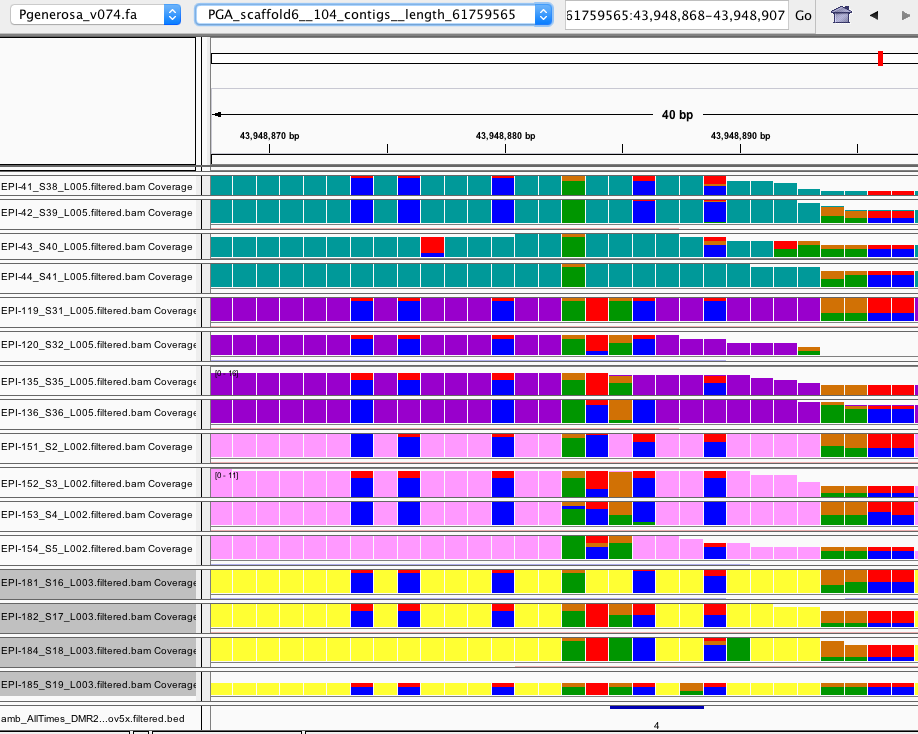 Pgenerosa_v074.fa PGA_scaffold6__104_contigs__length_61759565 61759565:43,948,868-43,948,907 Go
40 bp
43,948,870 bp 43,948,880 bp 43,948,890 bp
EPI-41_S38_L005.filtered.bam Coverage
EPI-42_S39_L005.filtered.bam Coverage
EPI-43_S40_L005.filtered.bam Coverage
EPI-44_S41_L005.filtered.bam Coverage
EPI-119_S31_L005.filtered.bam Coverage
EPI-120_S32_L005.filtered.bam Coverage
EPI-135_S35_L005.filtered.bam Coverage
[0 - 16]
EPI-136_S36_L005.filtered.bam Coverage
EPI-151_S2_L002.filtered.bam Coverage
EPI-152_S3_L002.filtered.bam Coverage
[0 - 11]
EPI-153_S4_L002.filtered.bam Coverage
EPI-154_S5_L002.filtered.bam Coverage
EPI-181_S16_L003.filtered.bam Coverage
EPI-182_S17_L003.filtered.bam Coverage
EPI-184_S18_L003.filtered.bam Coverage
EPI-185_S19_L003.filtered.bam Coverage
amb_AllTimes_DMR2...ov5x.filtered.bed
4